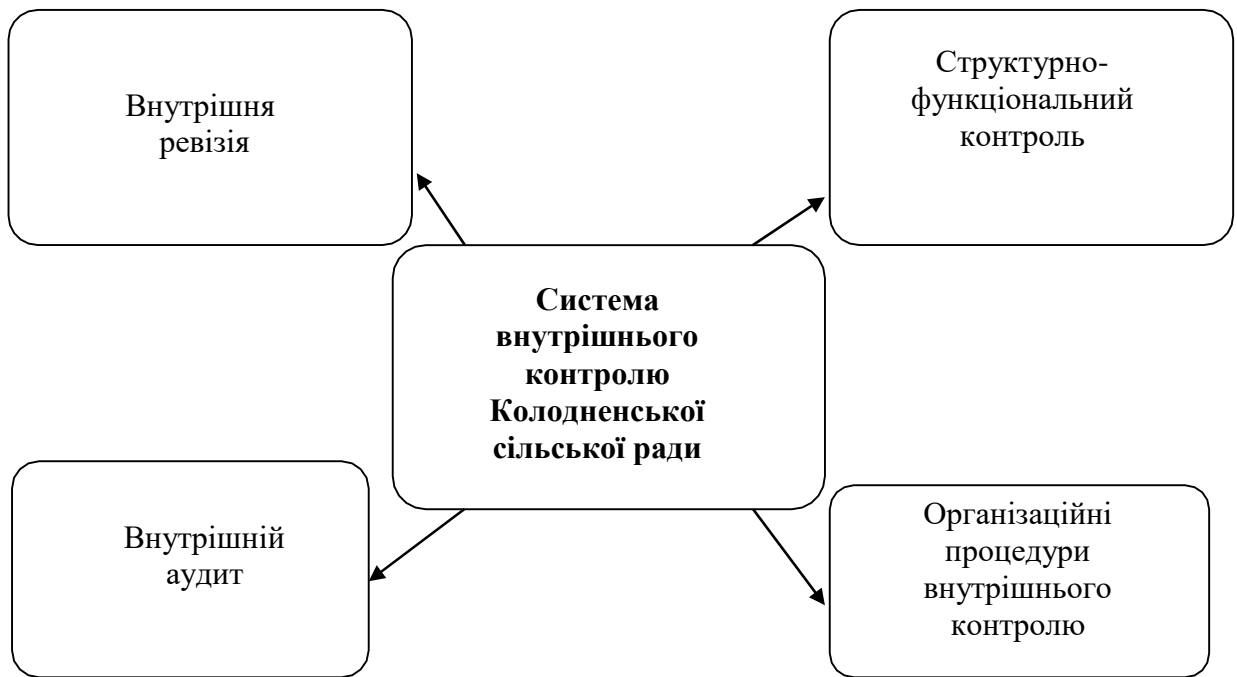 Внутрішня
ревізія
Структурно-
функціональний
контроль
Система
внутрішнього
контролю
Колодненської
сільської ради
Внутрішній
аудит
Організаційні
процедури
внутрішнього
контролю